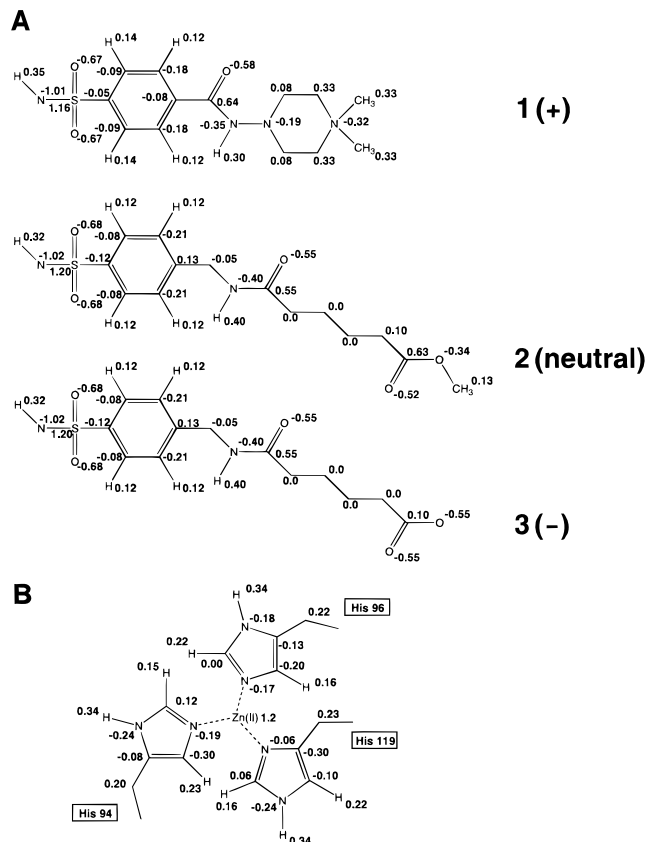 A
H 0.14 H 0.12
O -0.67 O -0.58
H 0.35 -0.09 -0.18 0.08 0.33 CH3 0.33
N -1.01 S 1.16 -0.05 -0.08 0.64 -0.35 N N -0.19 N -0.32
O -0.67 -0.09 -0.18 H 0.30 0.08 0.33 CH3 0.33
H 0.14 H 0.12
1 (+)
H 0.12 H 0.12
O -0.68 O -0.55
H 0.32 -0.08 -0.21
N -1.02 S 1.20 -0.12 0.13 -0.05 N -0.40 0.55 0.0
O -0.68 -0.08 -0.21 H 0.40 0.0 0.0 0.10
H 0.12 H 0.12
0.63 O -0.34
O -0.52 CH3 0.13
2 (neutral)
H 0.12 H 0.12
O -0.68 O -0.55
H 0.32 -0.08 -0.21
N -1.02 S 1.20 -0.12 0.13 -0.05 N -0.40 0.55 0.0
O -0.68 -0.08 -0.21 H 0.40 0.0 0.0 0.0
H 0.12 H 0.12
0.10 O -0.55
O -0.55
3 (−)
B
H 0.34
N -0.18 0.22 His 96
H 0.22 0.00 -0.13
-0.20
N -0.17 H 0.16
H 0.15
0.12
H 0.34 N -0.24 N -0.19
-0.08 -0.30
0.20 H 0.23
His 94
Zn(II) 1.2
0.23
His 119
N -0.06 -0.30
0.06 -0.10
H 0.16 N -0.24 H 0.22
H 0.34